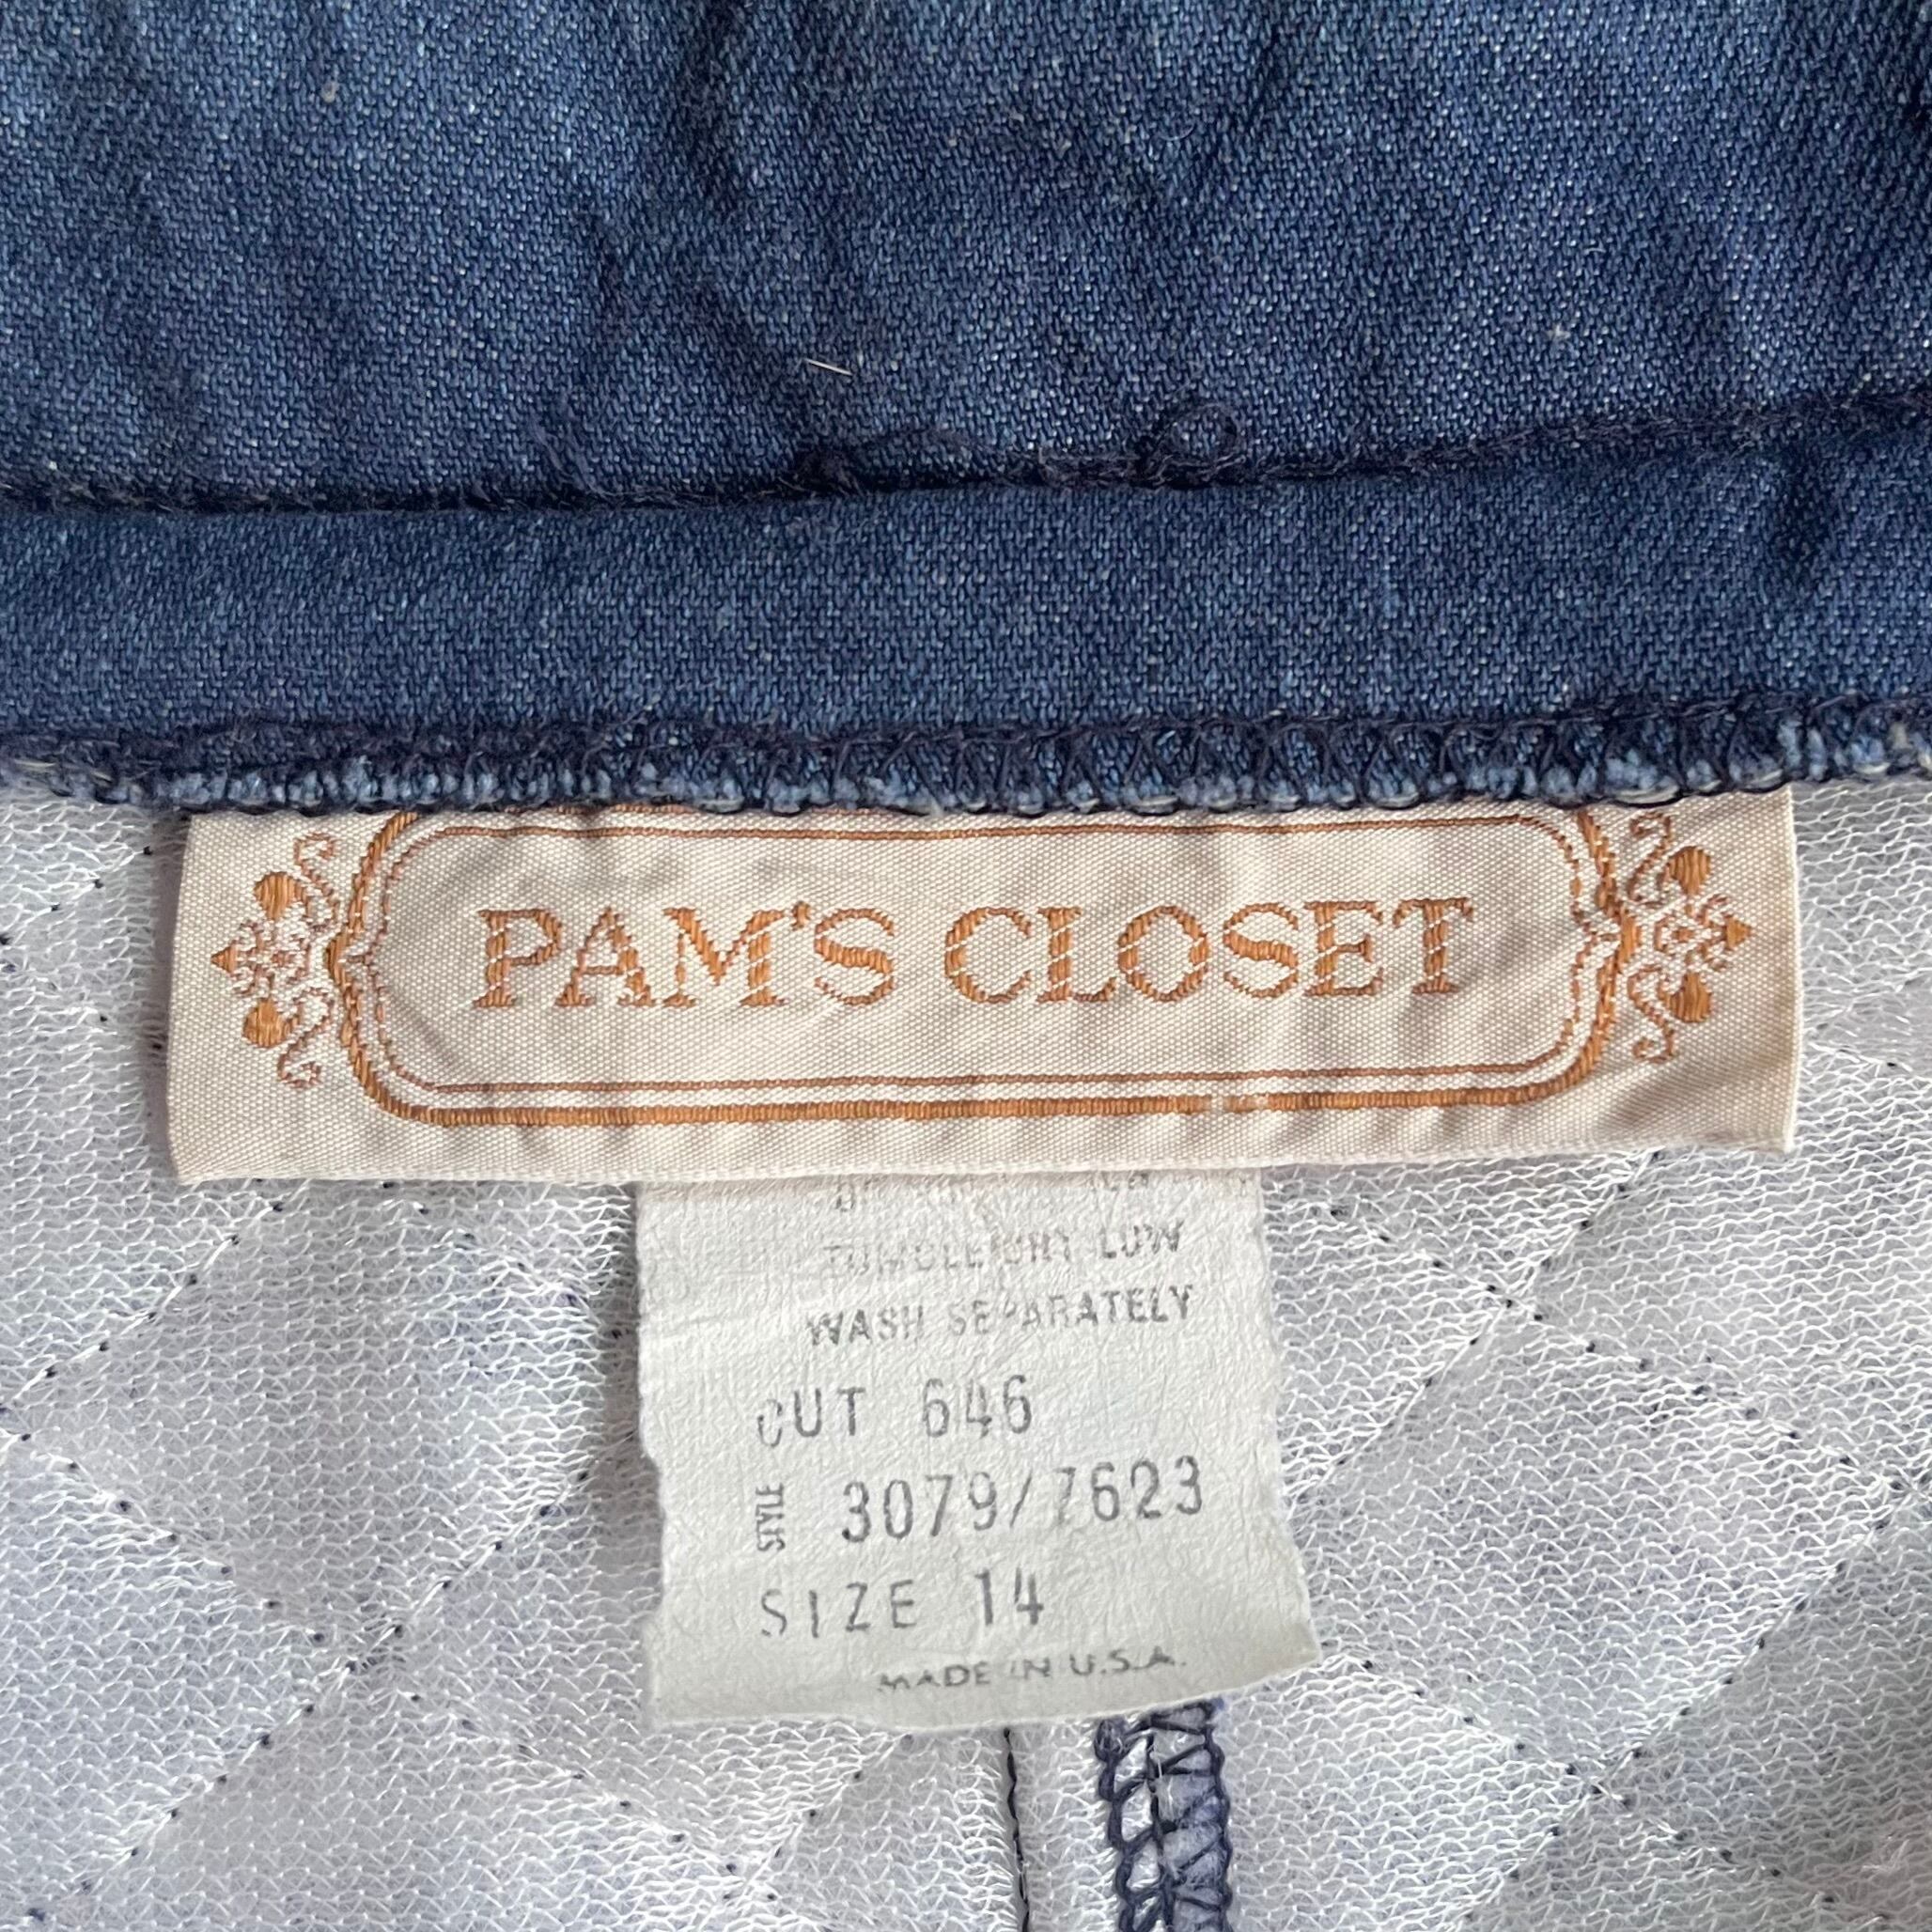 PAM'S CLOSET
TUMBLE DRY LOW
WASH SEPARATELY
CUT 646
STYLE 3079/7623
SIZE 14
MADE IN U.S.A.